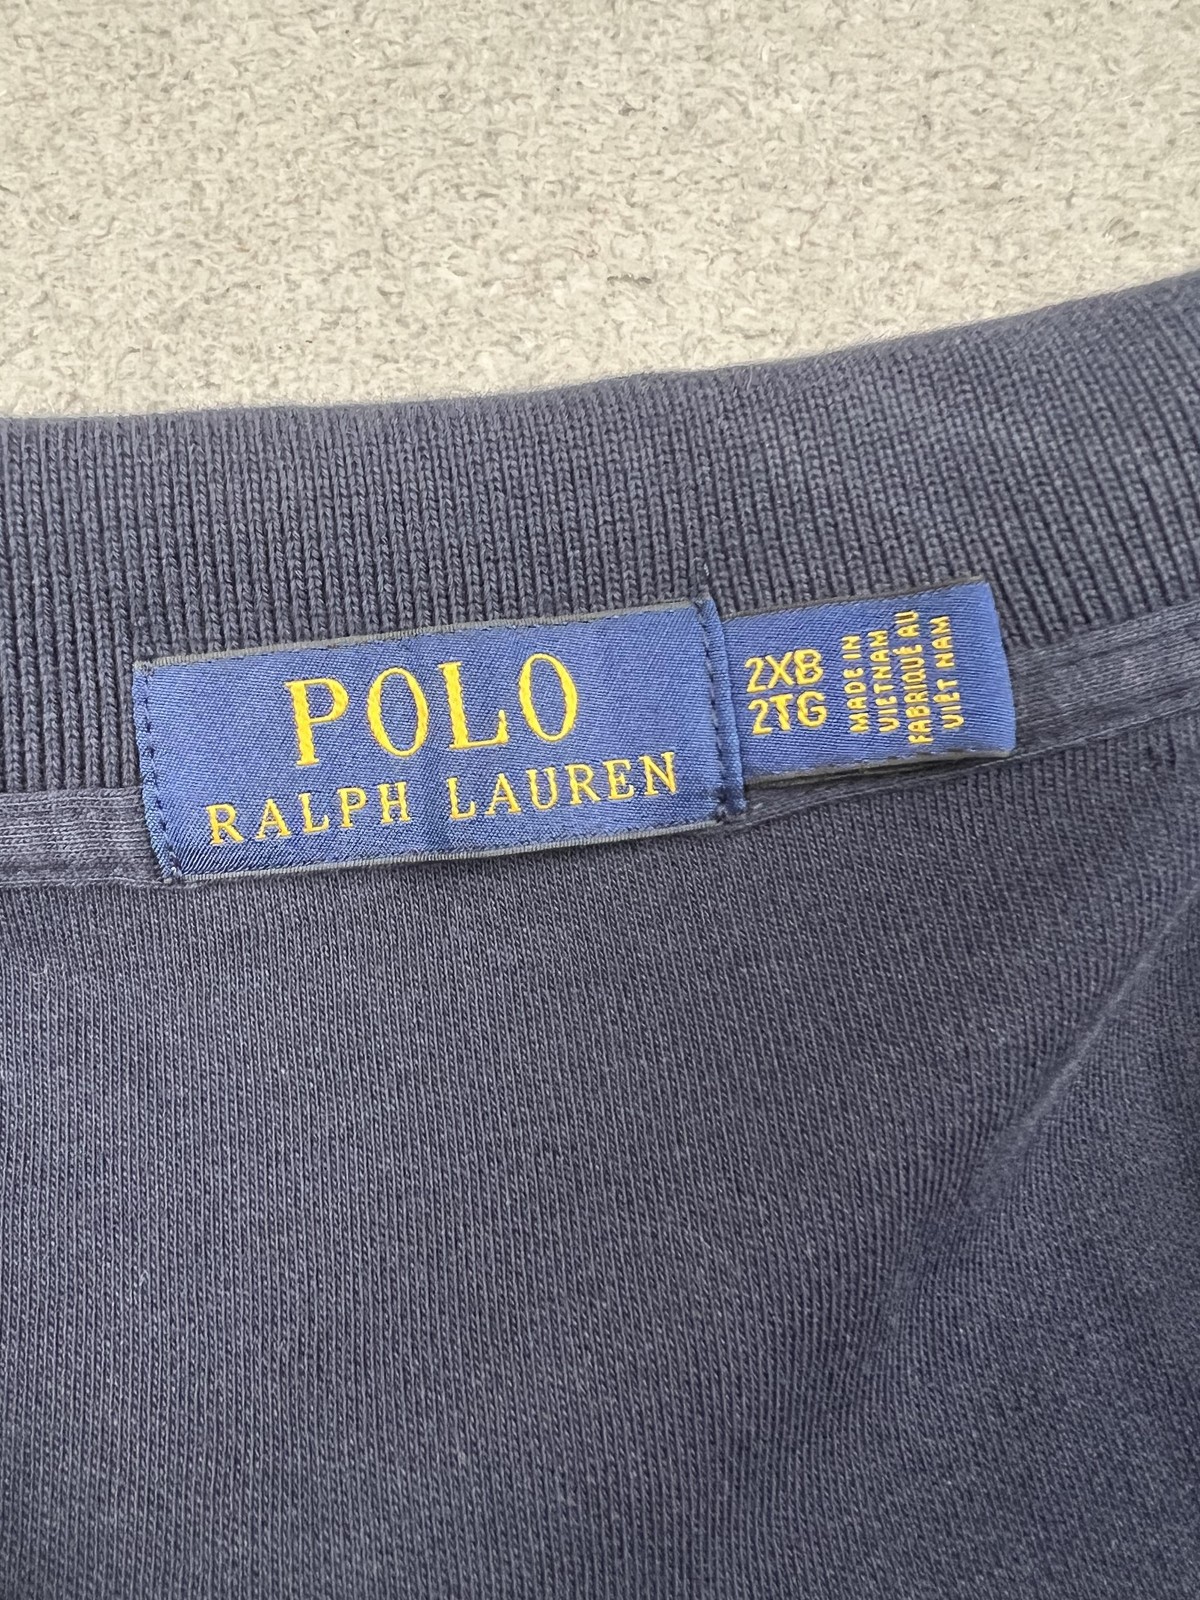 POLO
RALPH LAUREN
2XB
2TG
MADE IN
VIETNAM
FABRIQUÉ AU
VIÊT NAM